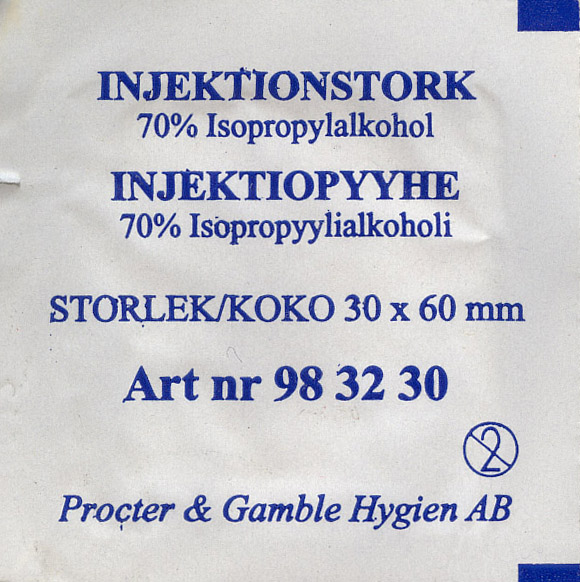 INJEKTIONSTORK
70% Isopropylalkohol
INJEKTIOPYYHE
70% Isopropyylialkoholi
STORLEK/KOKO 30 x 60 mm
Art nr 98 32 30
2
Procter & Gamble Hygien AB